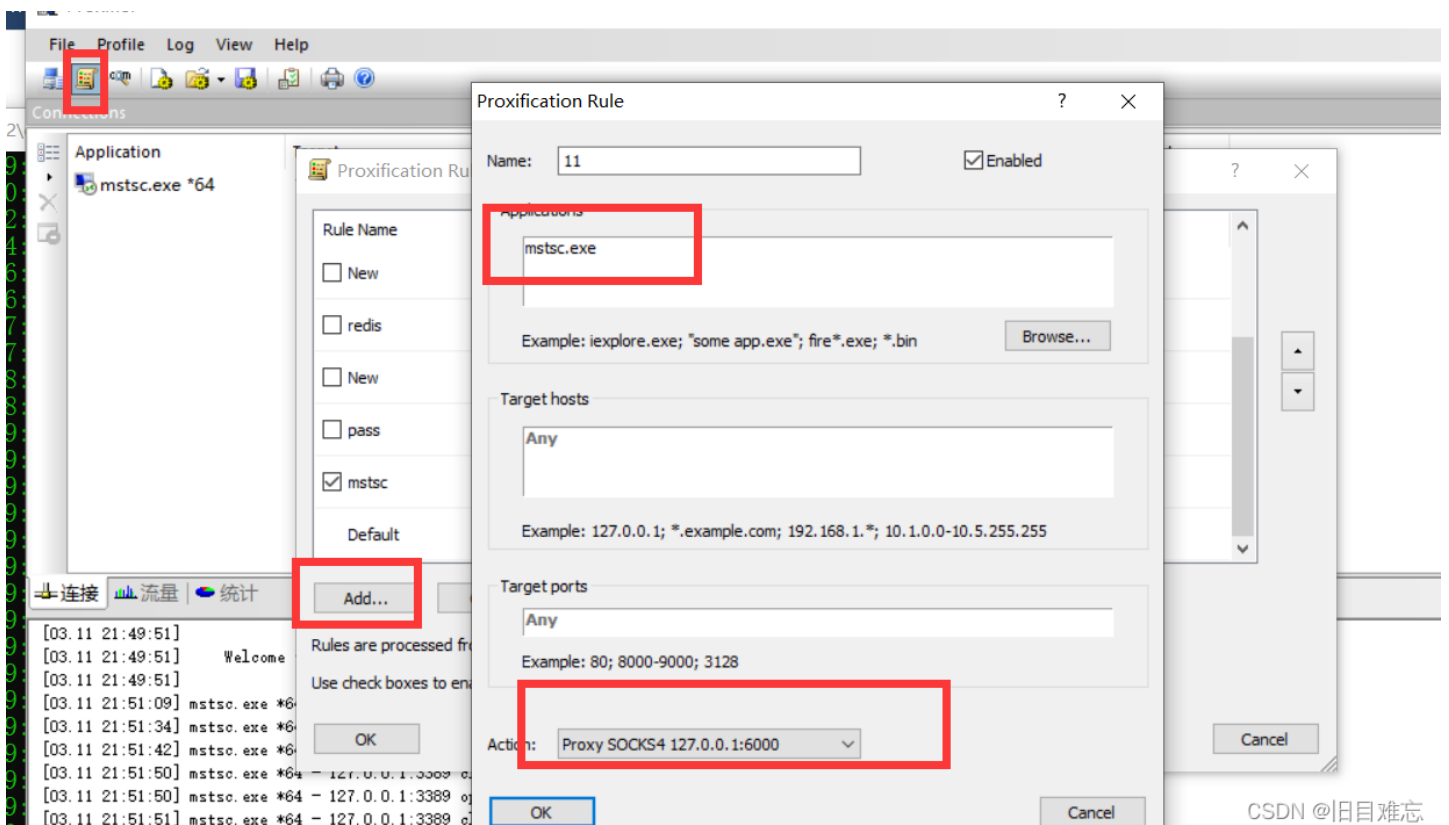 File Profile Log View Help
Connections
Application
mstsc.exe *64
Proxification Ru
Rule Name
New
redis
New
pass
mstsc
Default
Add...
Rules are processed fro
Use check boxes to ena
OK
Cancel
Proxification Rule
Name: 11
Enabled
Applications
mstsc.exe
Example: iexplore.exe; "some app.exe"; fire*.exe; *.bin
Browse...
Target hosts
Any
Example: 127.0.0.1; *.example.com; 192.168.1.*; 10.1.0.0-10.5.255.255
Target ports
Any
Example: 80; 8000-9000; 3128
Action: Proxy SOCKS4 127.0.0.1:6000
OK
Cancel
连接 流量 统计
[03.11 21:49:51]
[03.11 21:49:51] Welcome
[03.11 21:49:51]
[03.11 21:51:09] mstsc.exe *64
[03.11 21:51:34] mstsc.exe *64
[03.11 21:51:42] mstsc.exe *64
[03.11 21:51:50] mstsc.exe *64 - 127.0.0.1:3389
[03.11 21:51:50] mstsc.exe *64 - 127.0.0.1:3389
[03.11 21:51:51] mstsc.exe *64 - 127.0.0.1:3389
CSDN @旧目难忘